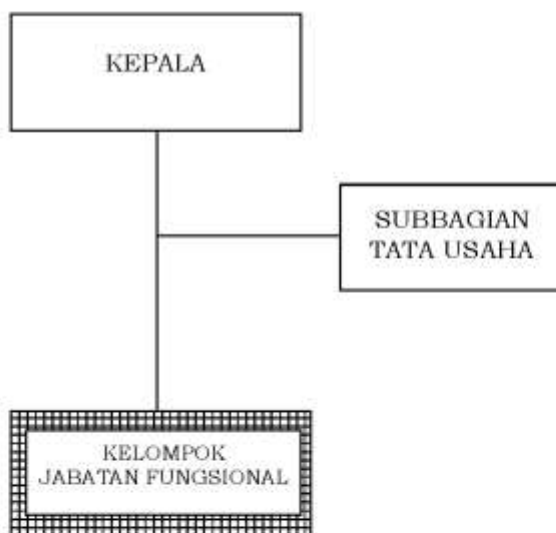 KEPALA
SUBBAGIAN
TATA USAHA
KELOMPOK
JABATAN FUNGSIONAL